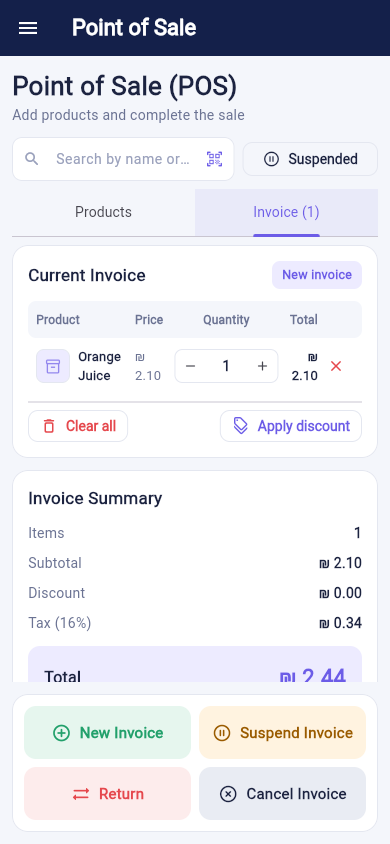 Point of Sale
Point of Sale (POS)
Add products and complete the sale
Search by name or…
Suspended
Products
Invoice (1)
Current Invoice
New invoice
Product Price Quantity Total
Orange Juice
₪ 2.10
1
₪ 2.10
Clear all
Apply discount
Invoice Summary
Items 1
Subtotal ₪ 2.10
Discount ₪ 0.00
Tax (16%) ₪ 0.34
Total ₪ 2.44
New Invoice
Suspend Invoice
Return
Cancel Invoice